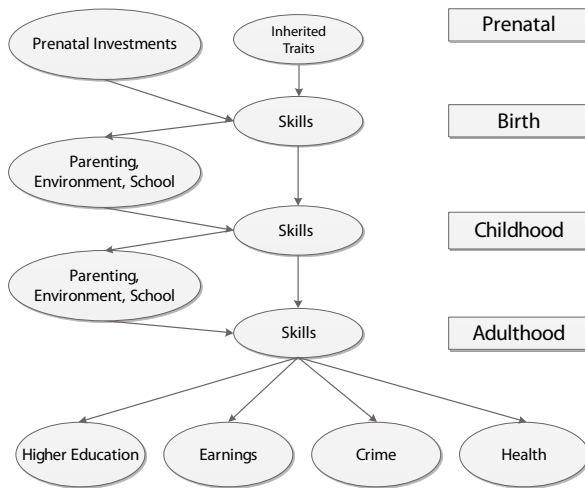 Prenatal Investments
Inherited
Traits
Prenatal
Skills
Birth
Parenting,
Environment, School
Skills
Childhood
Parenting,
Environment, School
Skills
Adulthood
Higher Education
Earnings
Crime
Health